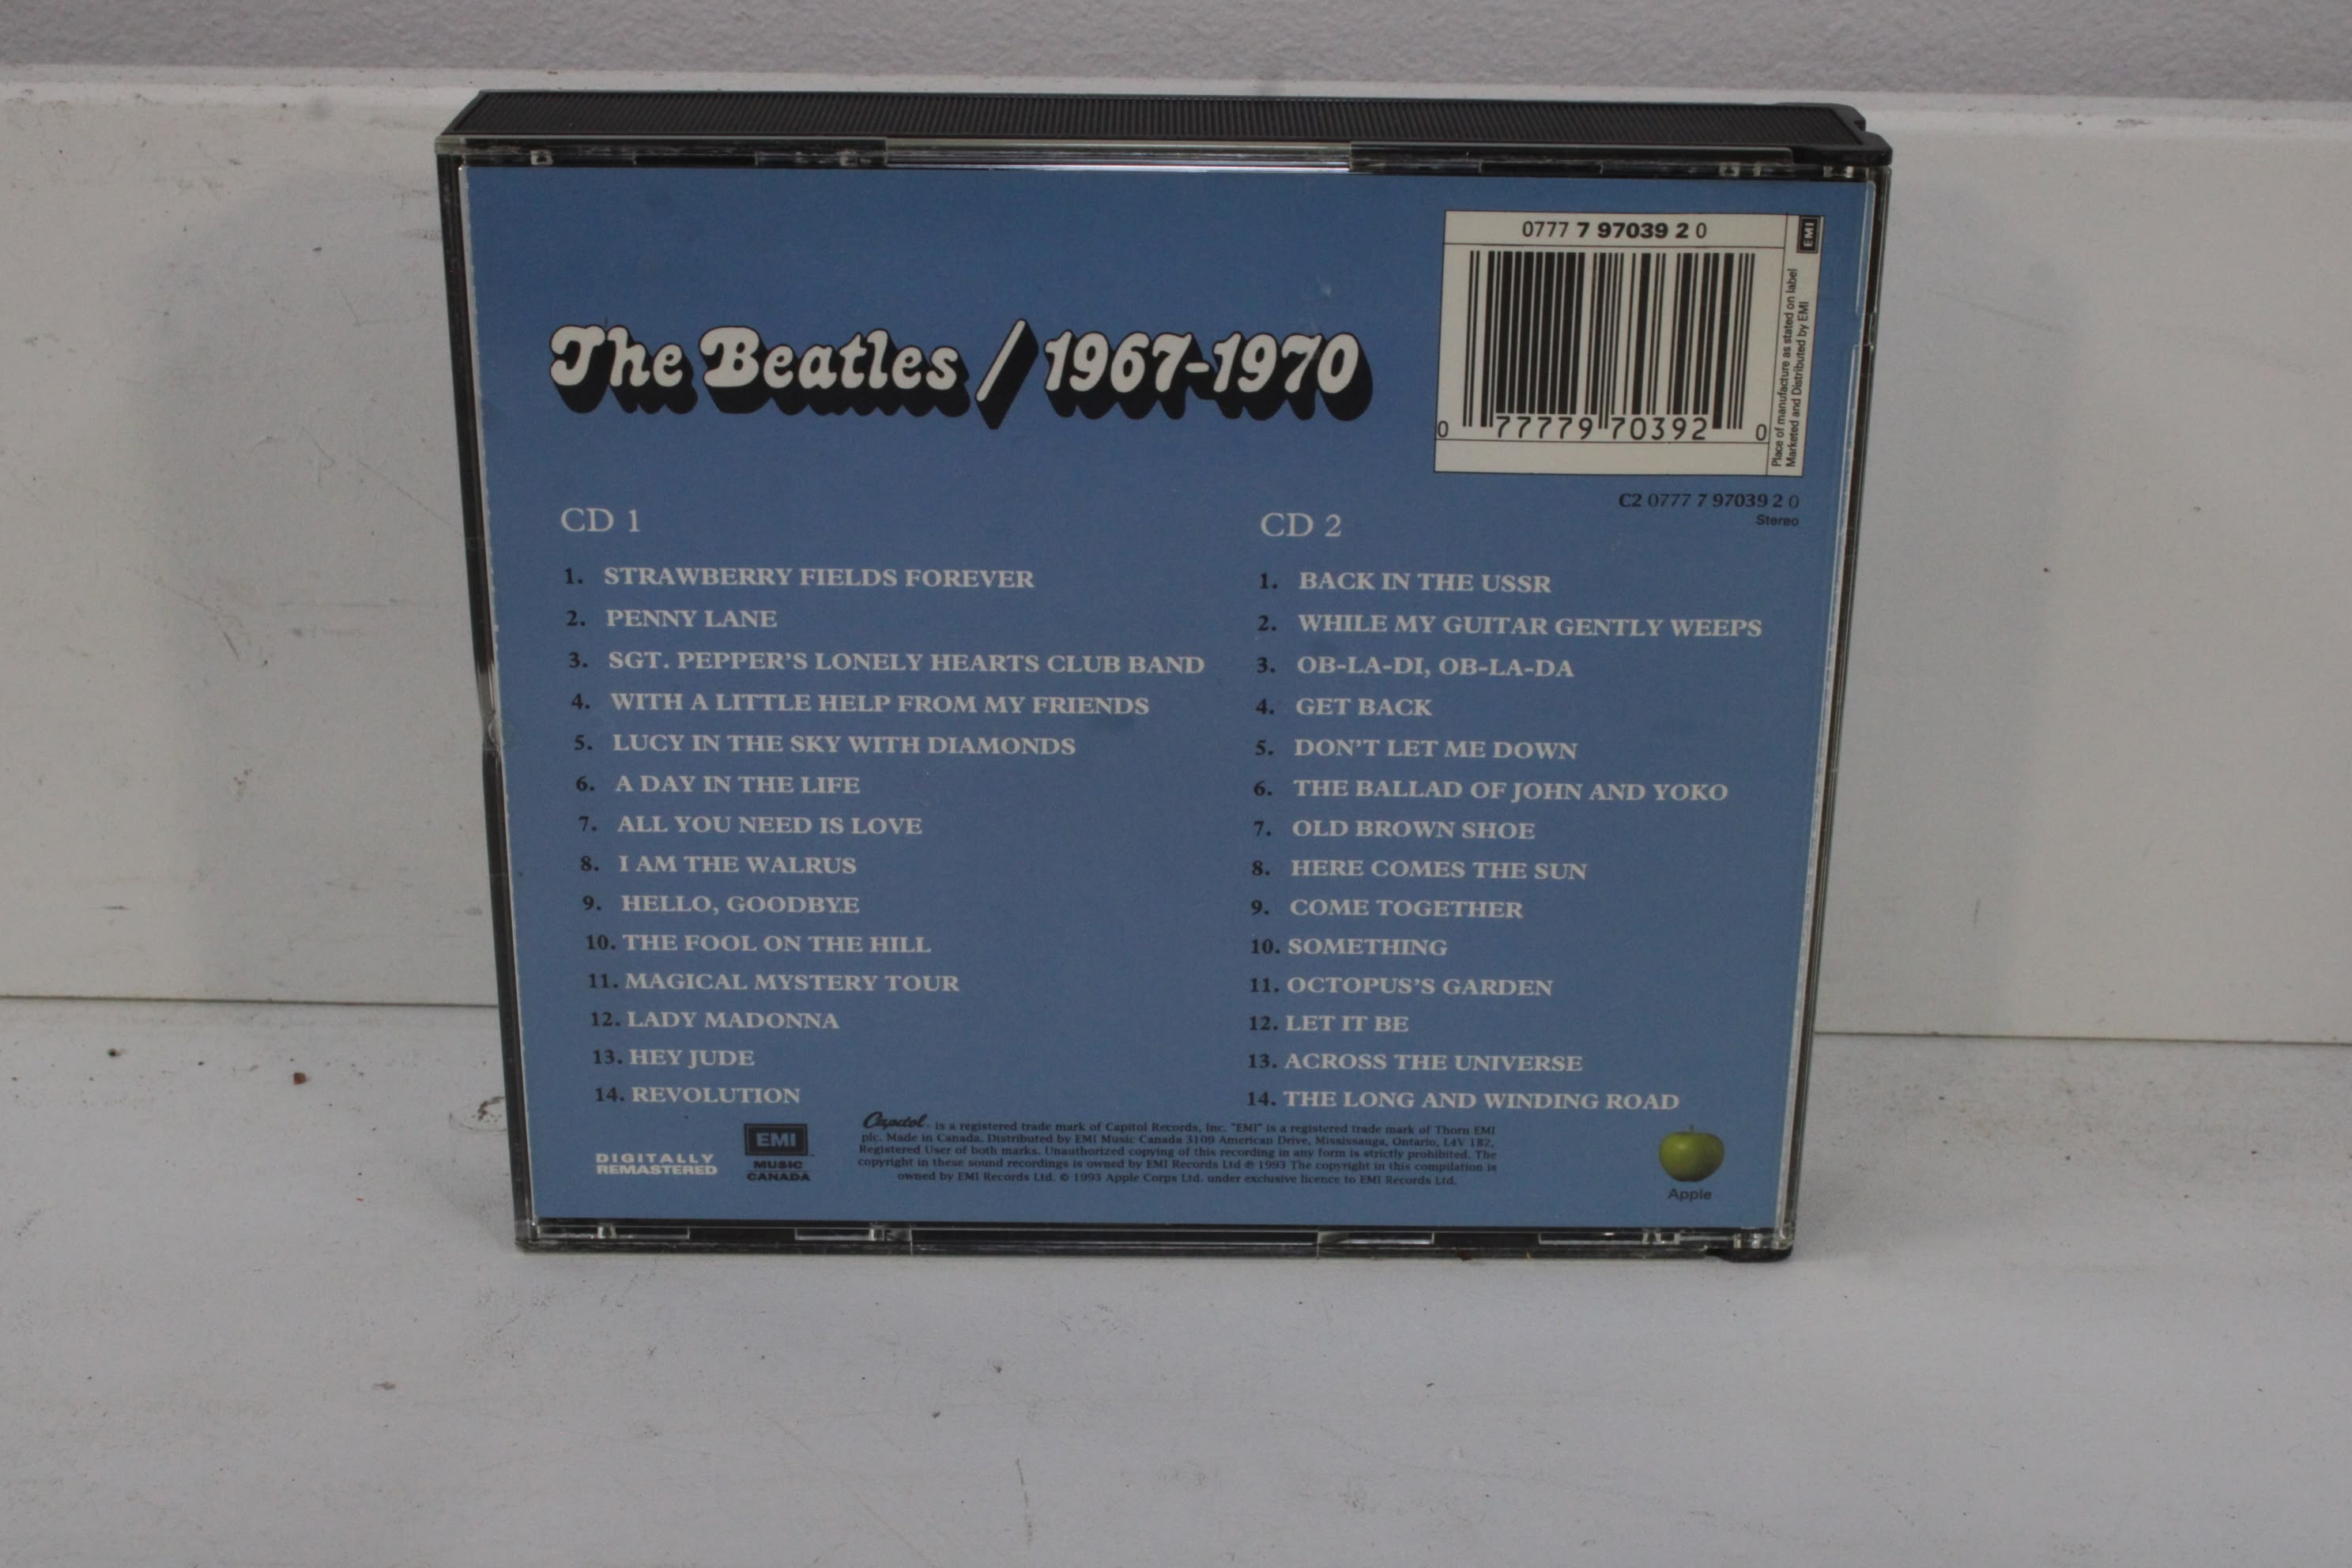 0777 7 97039 2 0
EMI
Place of manufacture as stated on label
Marketed and Distributed by EMI
0 77779 70392 0
The Beatles / 1967-1970
C2 0777 7 97039 2 0
Stereo
CD 1
1. STRAWBERRY FIELDS FOREVER
2. PENNY LANE
3. SGT. PEPPER'S LONELY HEARTS CLUB BAND
4. WITH A LITTLE HELP FROM MY FRIENDS
5. LUCY IN THE SKY WITH DIAMONDS
6. A DAY IN THE LIFE
7. ALL YOU NEED IS LOVE
8. I AM THE WALRUS
9. HELLO, GOODBYE
10. THE FOOL ON THE HILL
11. MAGICAL MYSTERY TOUR
12. LADY MADONNA
13. HEY JUDE
14. REVOLUTION
CD 2
1. BACK IN THE USSR
2. WHILE MY GUITAR GENTLY WEEPS
3. OB-LA-DI, OB-LA-DA
4. GET BACK
5. DON'T LET ME DOWN
6. THE BALLAD OF JOHN AND YOKO
7. OLD BROWN SHOE
8. HERE COMES THE SUN
9. COME TOGETHER
10. SOMETHING
11. OCTOPUS'S GARDEN
12. LET IT BE
13. ACROSS THE UNIVERSE
14. THE LONG AND WINDING ROAD
DIGITALLY
REMASTERED
EMI
MUSIC
CANADA
Capitol. is a registered trade mark of Capitol Records, Inc. "EMI" is a registered trade mark of Thorn EMI
plc. Made in Canada. Distributed by EMI Music Canada 3109 American Drive, Mississauga, Ontario, L4V 1B2,
Registered User of both marks. Unauthorized copying of this recording in any form is strictly prohibited. The
copyright in these sound recordings is owned by EMI Records Ltd ℗ 1993 The copyright in this compilation is
owned by EMI Records Ltd. © 1993 Apple Corps Ltd. under exclusive licence to EMI Records Ltd.
Apple